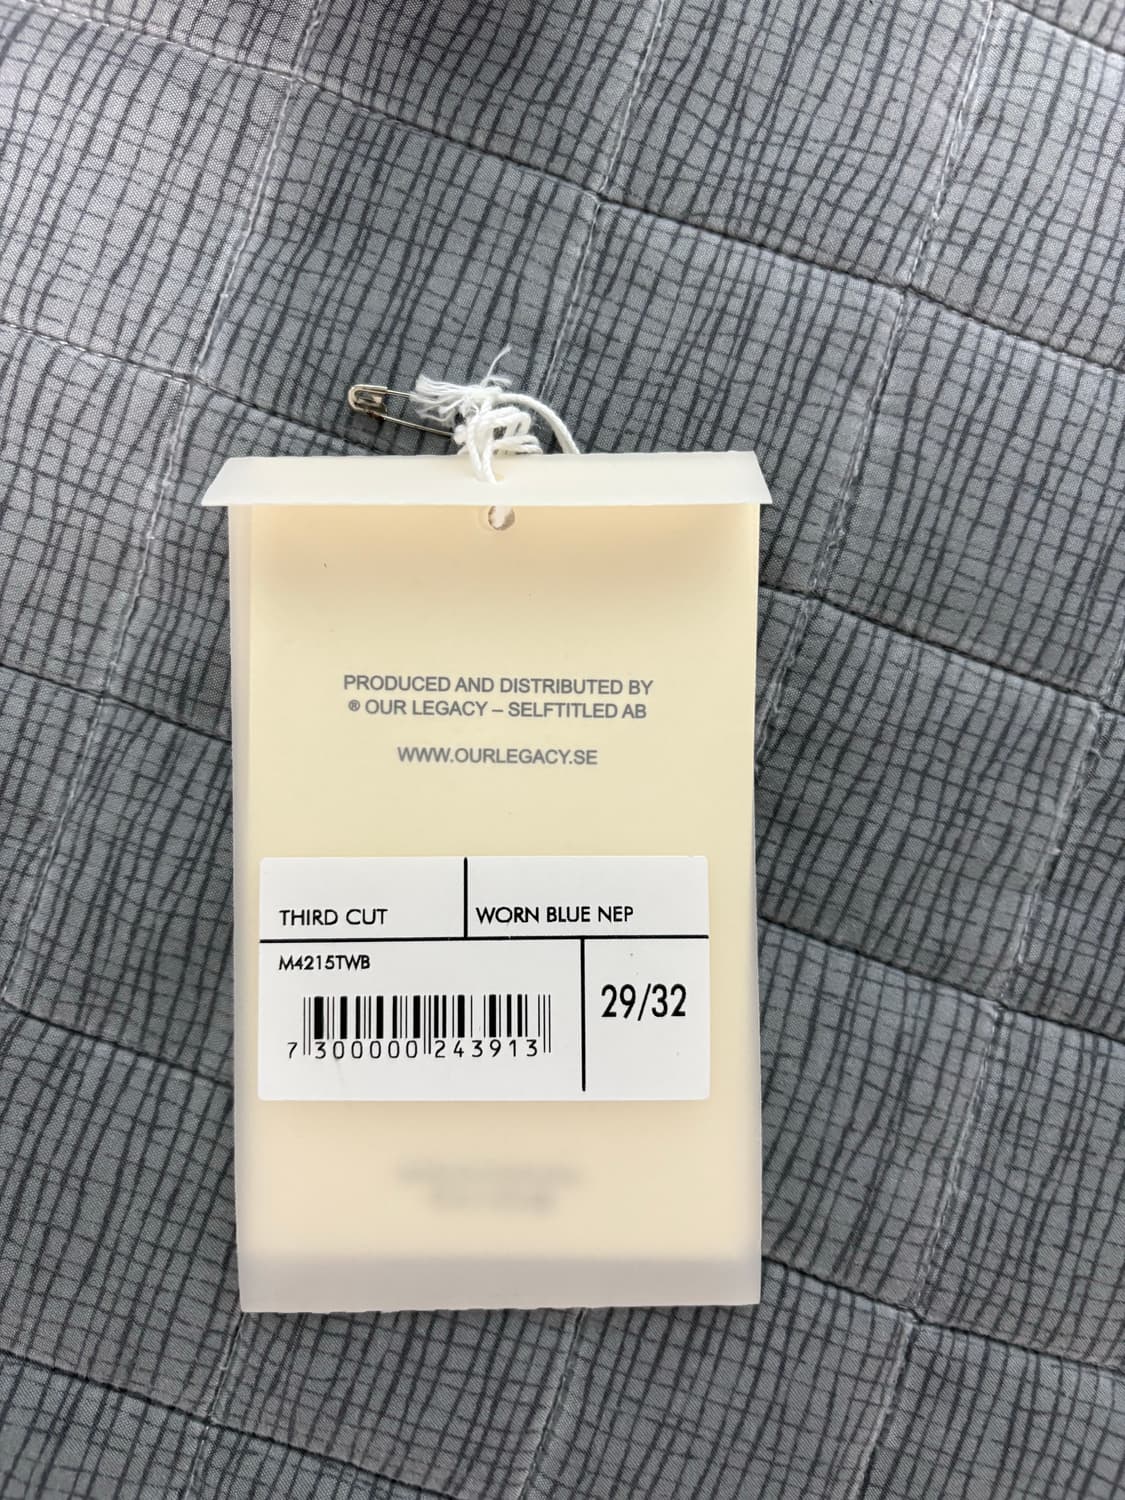 PRODUCED AND DISTRIBUTED BY
® OUR LEGACY – SELFTITLED AB
WWW.OURLEGACY.SE
THIRD CUT
WORN BLUE NEP
M4215TWB
29/32
7 300000 243913